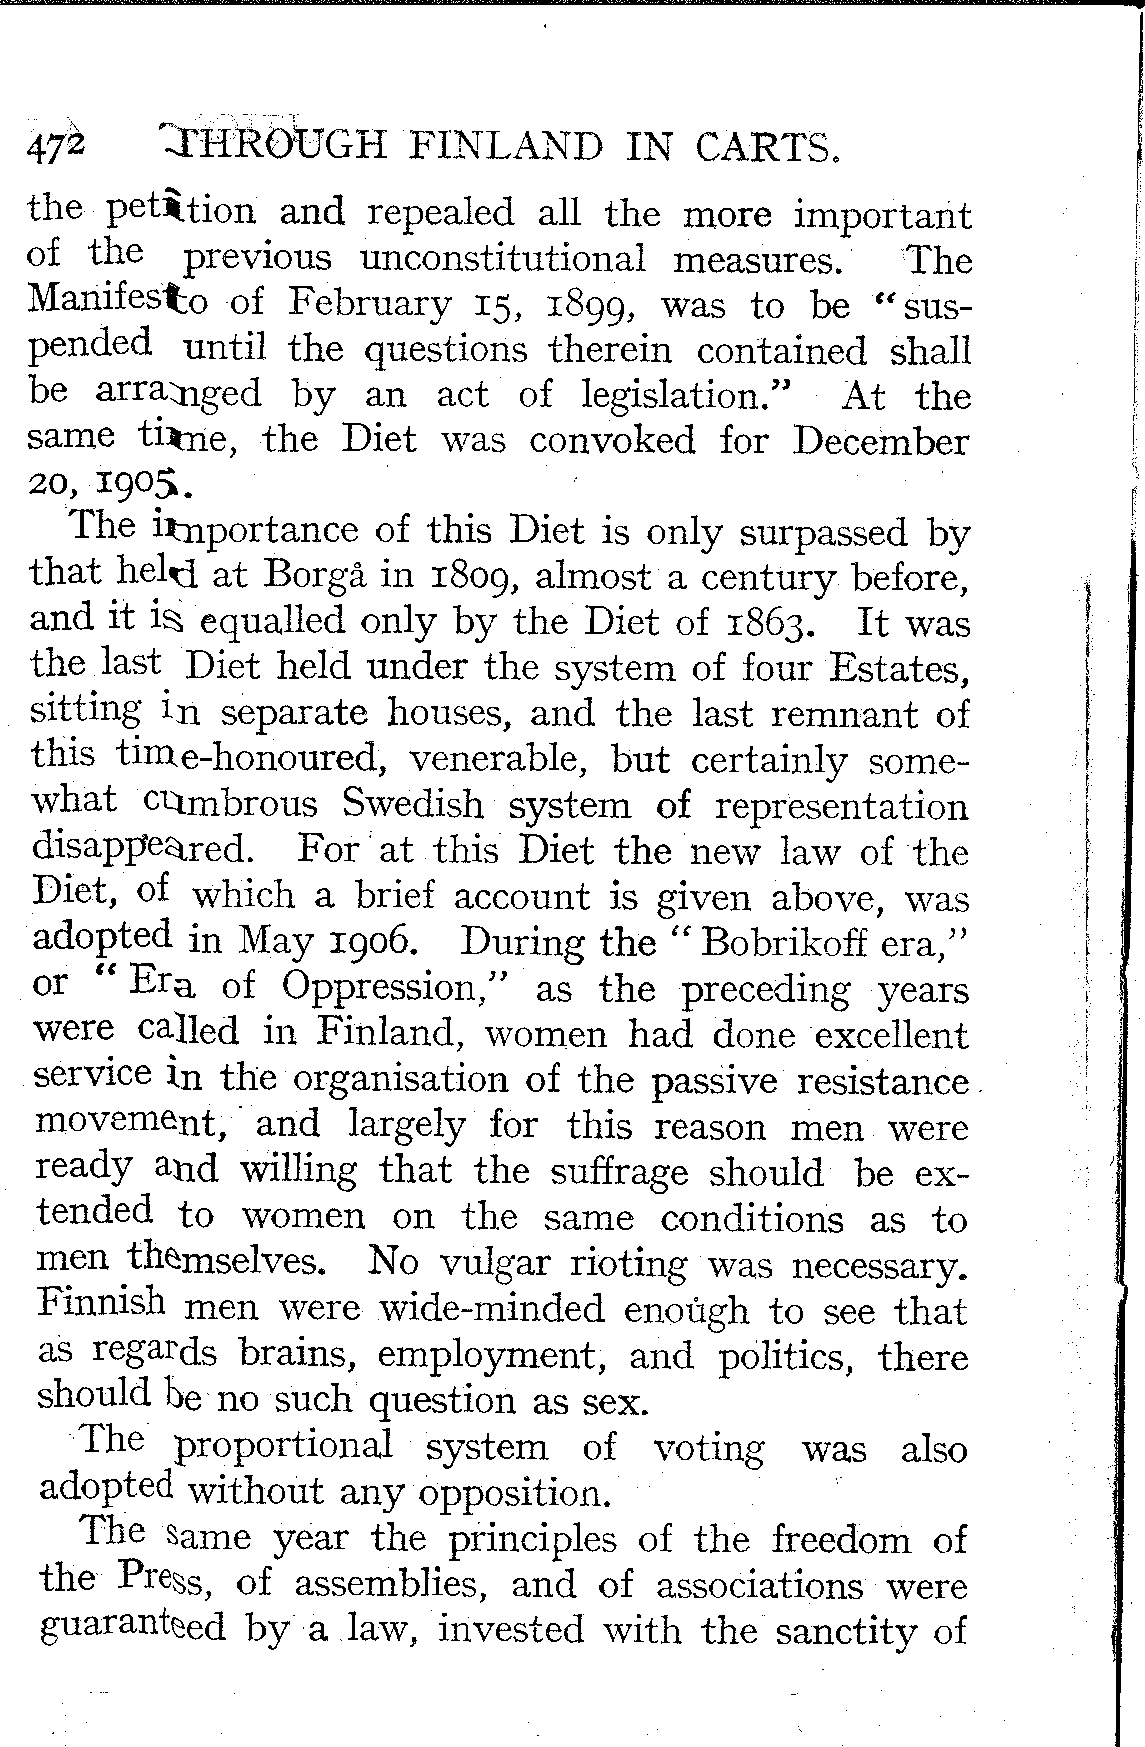 472 THROUGH FINLAND IN CARTS.
the petition and repealed all the more important
of the previous unconstitutional measures. The
Manifesto of February 15, 1899, was to be “sus-
pended until the questions therein contained shall
be arranged by an act of legislation.” At the
same time, the Diet was convoked for December
20, 1905.
The importance of this Diet is only surpassed by
that held at Borgå in 1809, almost a century before,
and it is equalled only by the Diet of 1863. It was
the last Diet held under the system of four Estates,
sitting in separate houses, and the last remnant of
this time-honoured, venerable, but certainly some-
what cumbrous Swedish system of representation
disappeared. For at this Diet the new law of the
Diet, of which a brief account is given above, was
adopted in May 1906. During the “Bobrikoff era,”
or “Era of Oppression,” as the preceding years
were called in Finland, women had done excellent
service in the organisation of the passive resistance
movement, and largely for this reason men were
ready and willing that the suffrage should be ex-
tended to women on the same conditions as to
men themselves. No vulgar rioting was necessary.
Finnish men were wide-minded enough to see that
as regards brains, employment, and politics, there
should be no such question as sex.
The proportional system of voting was also
adopted without any opposition.
The same year the principles of the freedom of
the Press, of assemblies, and of associations were
guaranteed by a law, invested with the sanctity of